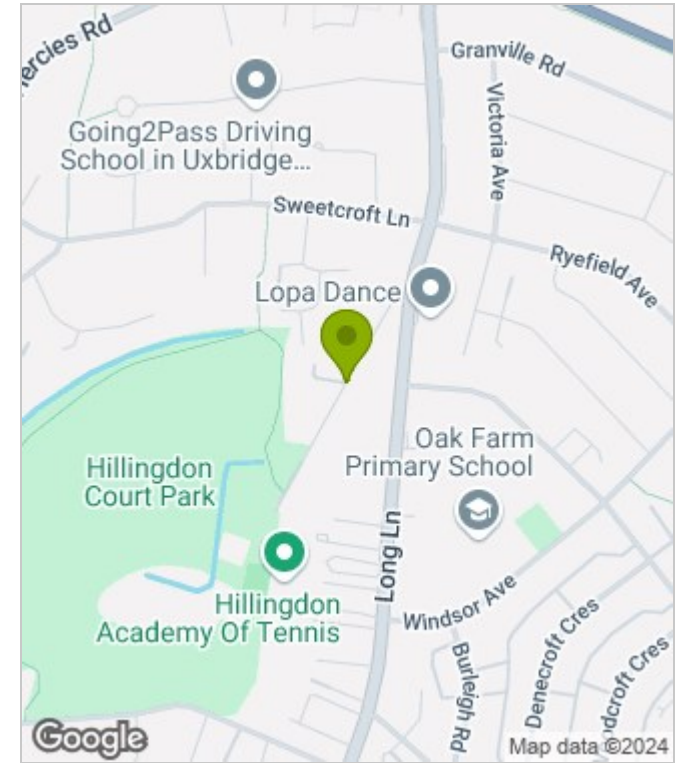 Granville Rd
Victoria Ave
Going2Pass Driving
School in Uxbridge...
Sweetcroft Ln
Ryefield Ave
Lopa Dance
Oak Farm
Primary School
Hillingdon
Court Park
Long Ln
Hillingdon
Academy Of Tennis
Windsor Ave
Burleigh Rd
Denecroft Cres
Google
Map data ©2024